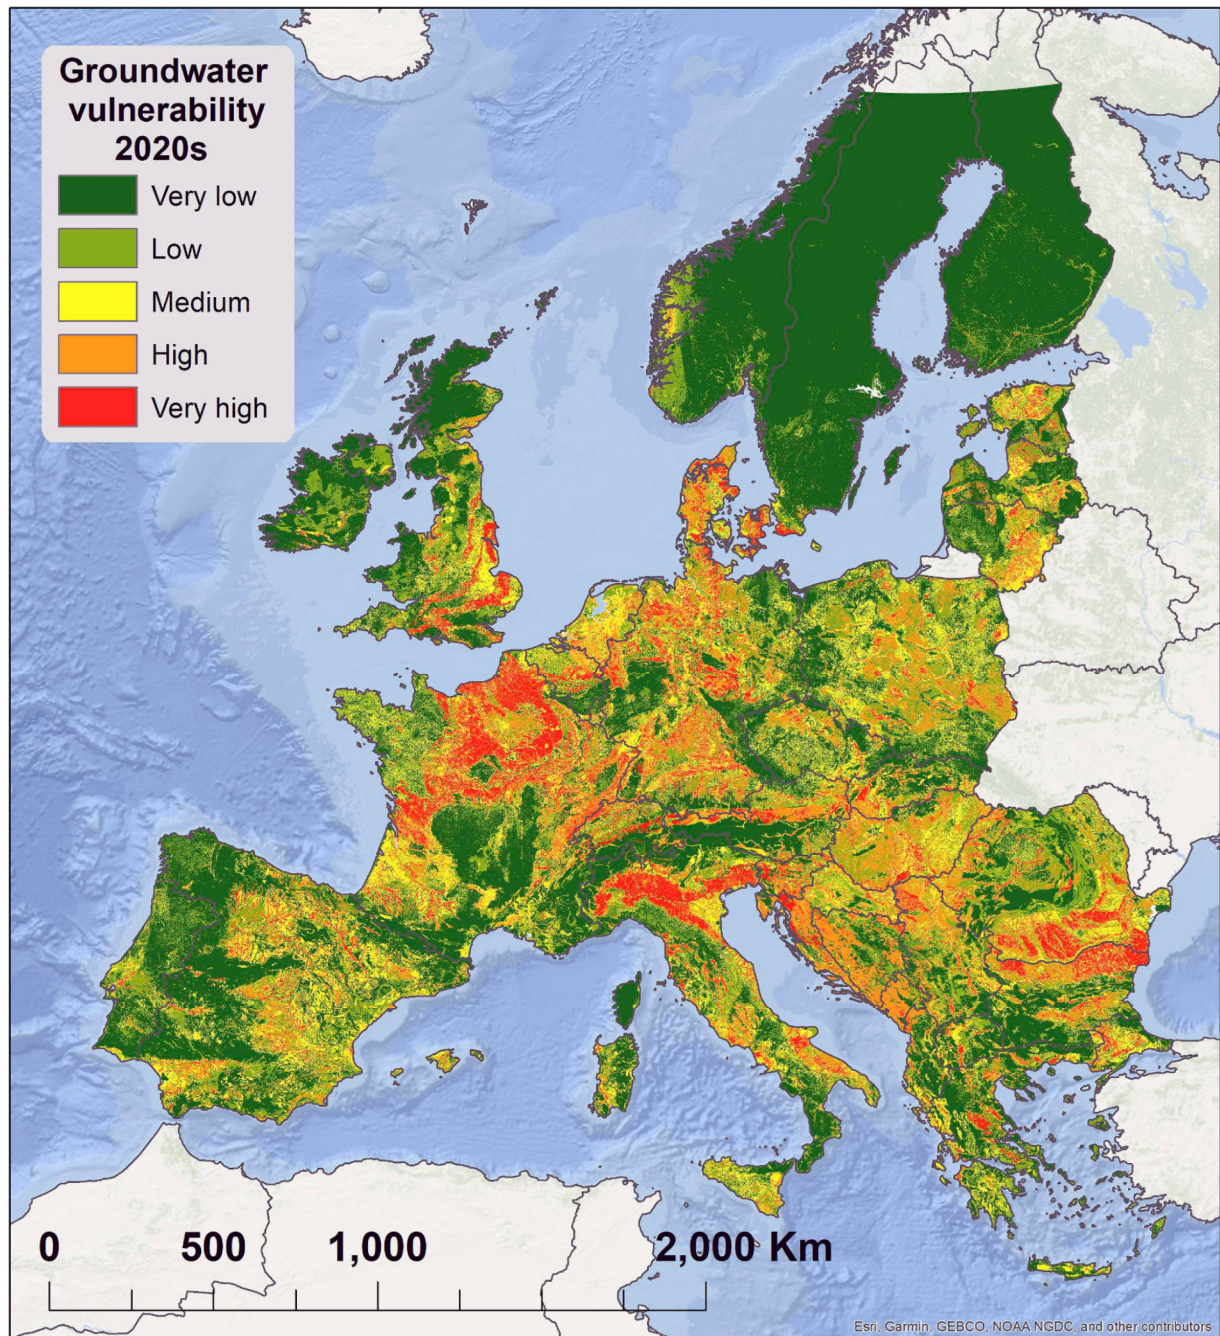 Groundwater
vulnerability
2020s
Very low
Low
Medium
High
Very high
0 500 1,000 2,000 Km
Esri, Garmin, GEBCO, NOAA NGDC, and other contributors